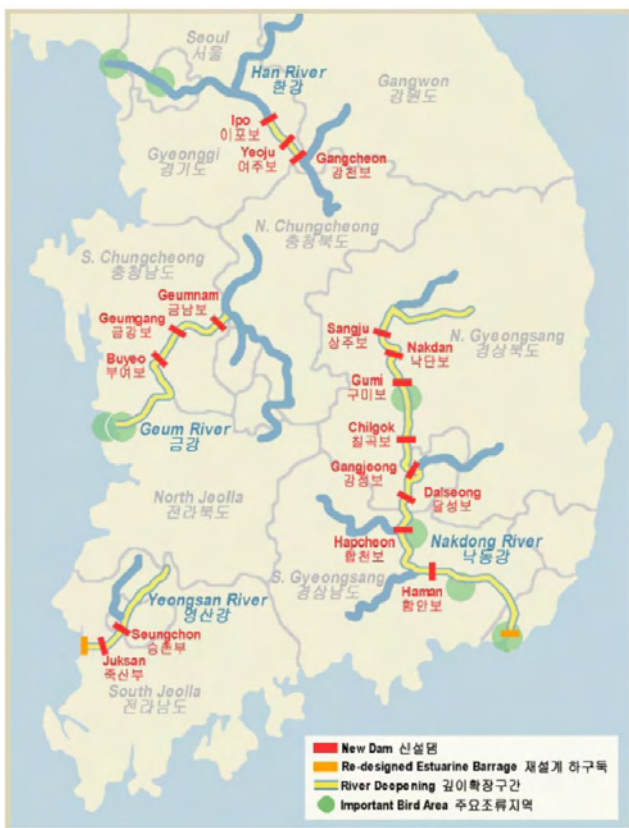 Seoul
서울
Han River
한강
Gangwon
강원도
Ipo
이포보
Yeoju
여주보
Gangcheon
강천보
Gyeonggi
경기도
N. Chungcheong
충청북도
S. Chungcheong
충청남도
Geumnam
금남보
Geumgang
금강보
Buyeo
부여보
Geum River
금강
Sangju
상주보
Nakdan
낙단보
N. Gyeongsang
경상북도
Gumi
구미보
Chilgok
칠곡보
Gangjeong
강정보
Dalseong
달성보
North Jeolla
전라북도
Hapcheon
합천보
Nakdong River
낙동강
S. Gyeongsang
경상남도
Haman
함안보
Yeongsan River
영산강
Seungchon
승촌부
Juksan
죽산부
South Jeolla
전라남도
New Dam 신설댐
Re-designed Estuarine Barrage 재설계 하구둑
River Deepening 깊이확장구간
Important Bird Area 주요조류지역